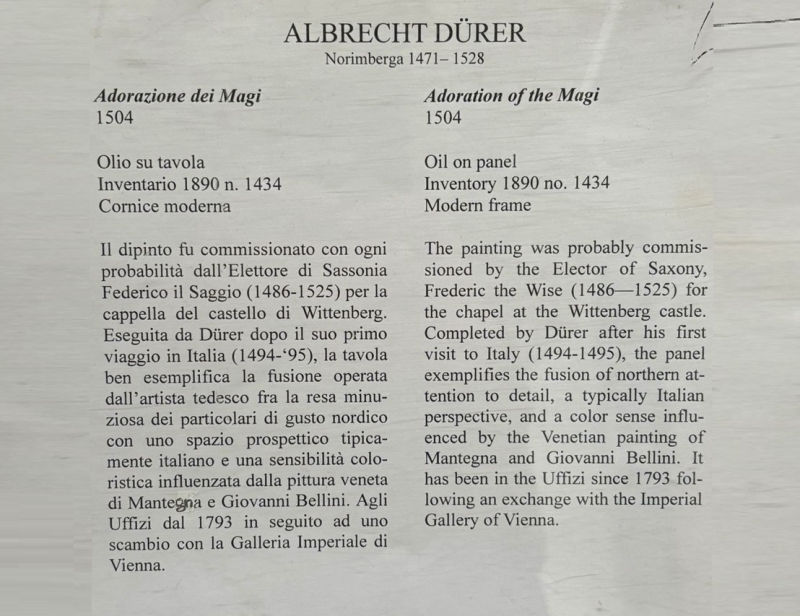 ALBRECHT DÜRER
Norimberga 1471– 1528
Adorazione dei Magi
1504
Olio su tavola
Inventario 1890 n. 1434
Cornice moderna
Il dipinto fu commissionato con ogni
probabilità dall'Elettore di Sassonia
Federico il Saggio (1486-1525) per la
cappella del castello di Wittenberg.
Eseguita da Dürer dopo il suo primo
viaggio in Italia (1494-‘95), la tavola
ben esemplifica la fusione operata
dall'artista tedesco fra la resa minu-
ziosa dei particolari di gusto nordico
con uno spazio prospettico tipica-
mente italiano e una sensibilità colo-
ristica influenzata dalla pittura veneta
di Mantegna e Giovanni Bellini. Agli
Uffizi dal 1793 in seguito ad uno
scambio con la Galleria Imperiale di
Vienna.
Adoration of the Magi
1504
Oil on panel
Inventory 1890 no. 1434
Modern frame
The painting was probably commis-
sioned by the Elector of Saxony,
Frederic the Wise (1486—1525) for
the chapel at the Wittenberg castle.
Completed by Dürer after his first
visit to Italy (1494-1495), the panel
exemplifies the fusion of northern at-
tention to detail, a typically Italian
perspective, and a color sense influ-
enced by the Venetian painting of
Mantegna and Giovanni Bellini. It
has been in the Uffizi since 1793 fol-
lowing an exchange with the Imperial
Gallery of Vienna.